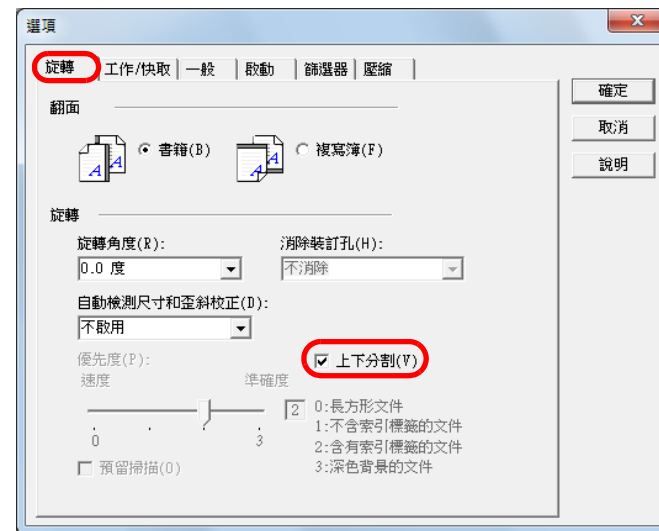 選項
旋轉 工作/快取 一般 啟動 篩選器 壓縮
確定
取消
說明
翻面
A A 書籍(B) A A 複寫簿(F)
旋轉
旋轉角度(R): 消除裝訂孔(H):
0.0 度 不消除
自動檢測尺寸和歪斜校正(D):
不啟用
優先度(P): 上下分割(V)
速度 準確度
2 0:長方形文件
1:不含索引標籤的文件
0 3 2:含有索引標籤的文件
預留掃描(O) 3:深色背景的文件